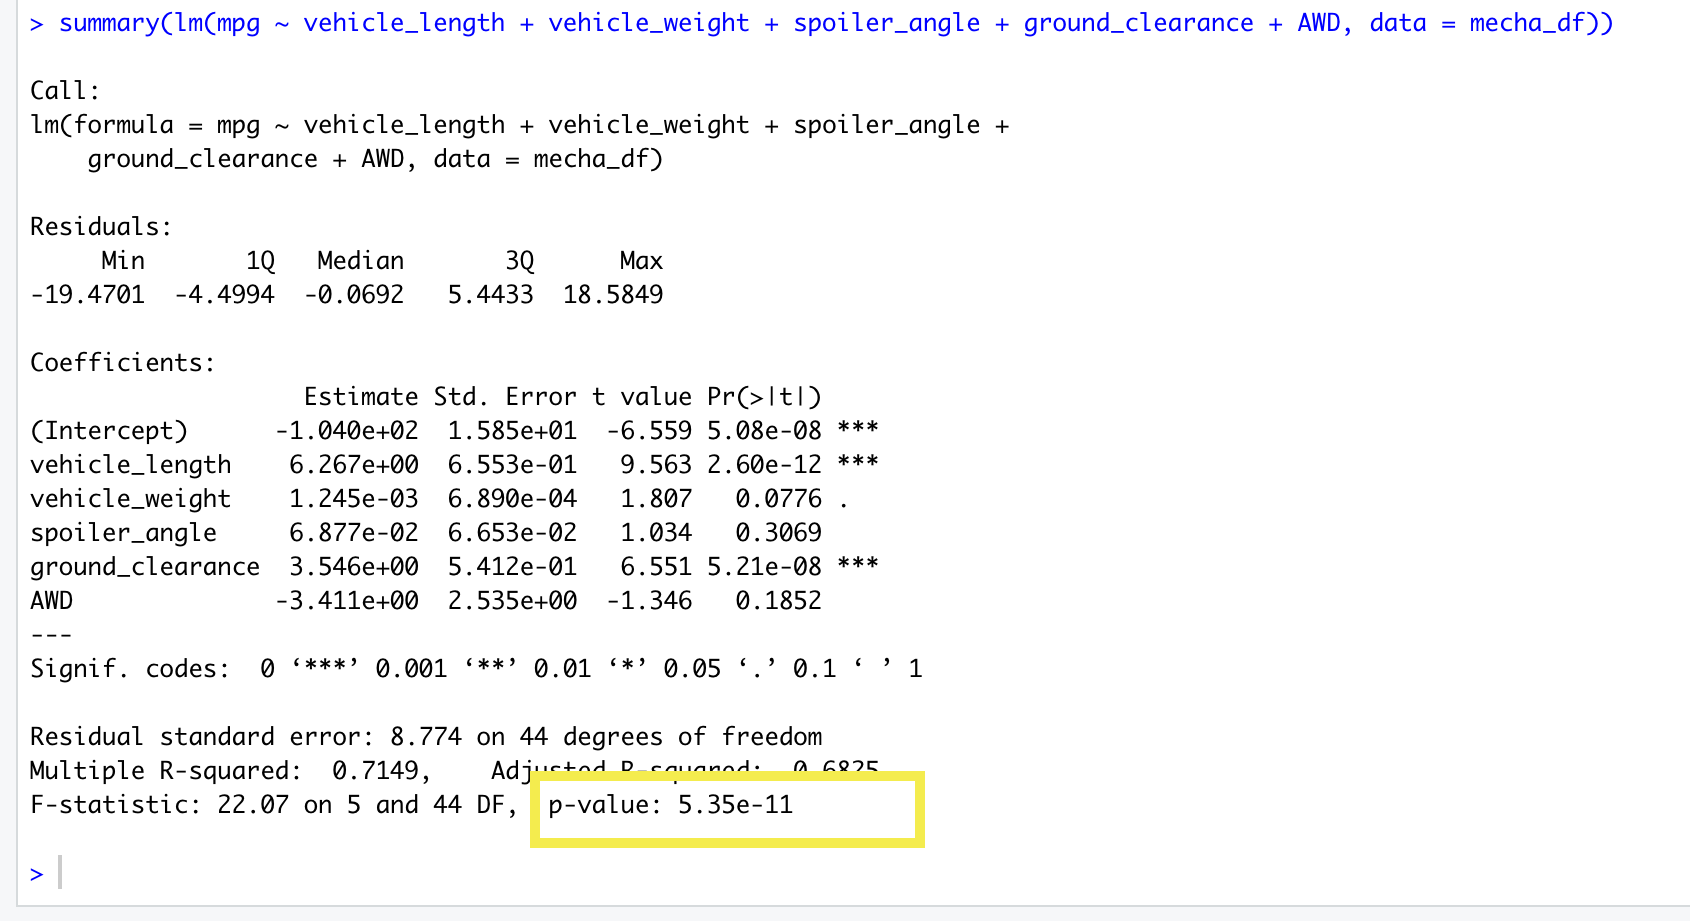 > summary(lm(mpg ~ vehicle_length + vehicle_weight + spoiler_angle + ground_clearance + AWD, data = mecha_df))
Call:
lm(formula = mpg ~ vehicle_length + vehicle_weight + spoiler_angle +
    ground_clearance + AWD, data = mecha_df)
Residuals:
     Min       1Q   Median       3Q      Max
-19.4701  -4.4994  -0.0692   5.4433  18.5849
Coefficients:
                   Estimate Std. Error t value Pr(>|t|)
(Intercept)      -1.040e+02  1.585e+01  -6.559 5.08e-08 ***
vehicle_length    6.267e+00  6.553e-01   9.563 2.60e-12 ***
vehicle_weight    1.245e-03  6.890e-04   1.807   0.0776 .
spoiler_angle     6.877e-02  6.653e-02   1.034   0.3069
ground_clearance  3.546e+00  5.412e-01   6.551 5.21e-08 ***
AWD              -3.411e+00  2.535e+00  -1.346   0.1852
---
Signif. codes:  0 ‘***’ 0.001 ‘**’ 0.01 ‘*’ 0.05 ‘.’ 0.1 ‘ ’ 1
Residual standard error: 8.774 on 44 degrees of freedom
Multiple R-squared:  0.7149,    Adjusted R-squared:  0.6825
F-statistic: 22.07 on 5 and 44 DF,  p-value: 5.35e-11
>